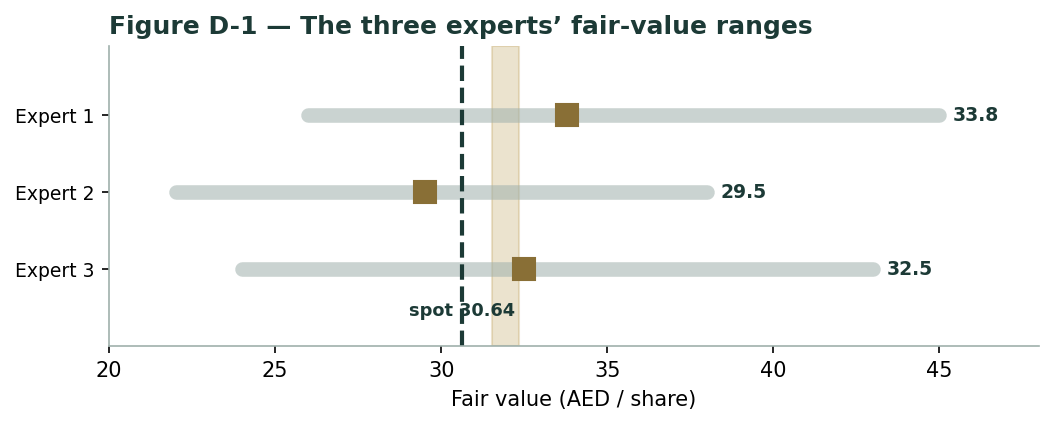 Figure D-1 — The three experts’ fair-value ranges
Expert 1
33.8
Expert 2
29.5
Expert 3
32.5
spot 30.64
20 25 30 35 40 45
Fair value (AED / share)